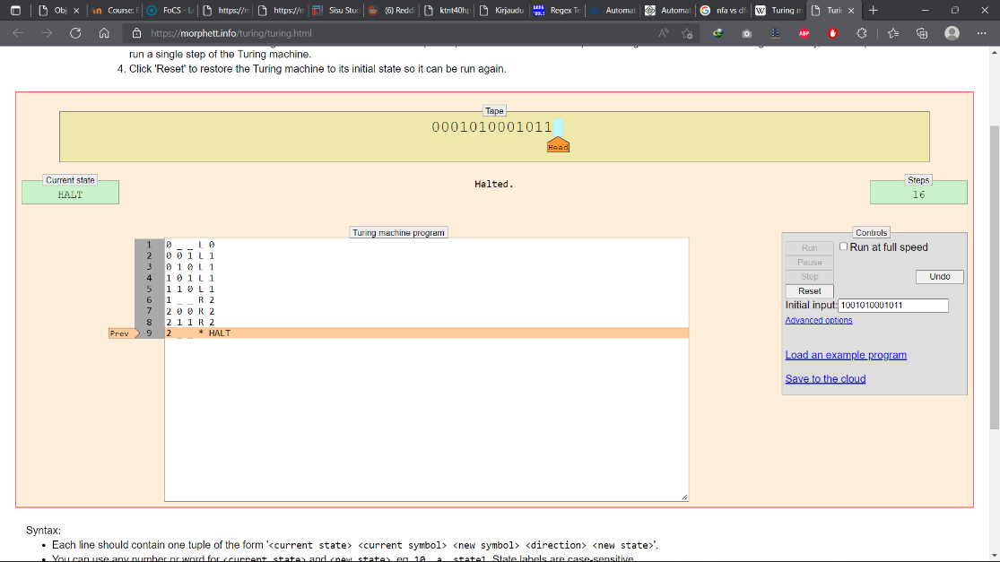 Obj
Course: F
FoCS - Le
https://m
https://m
Sisu Stud
(6) Reddi
ktnt40hp
Kirjaudu
Regex Te
Automat
Automat
nfa vs df
Turing m
Turin
https://morphett.info/turing/turing.html
run a single step of the Turing machine.
4. Click 'Reset' to restore the Turing machine to its initial state so it can be run again.
Tape
0001010001011
Head
Current state
HALT
Halted.
Steps
16
Turing machine program
1 0 _ _ L 0
2 0 0 1 L 1
3 0 1 0 L 1
4 1 0 1 L 1
5 1 1 0 L 1
6 1 _ _ R 2
7 2 0 0 R 2
8 2 1 1 R 2
Prev 9 2 _ _ * HALT
Controls
Run
Run at full speed
Pause
Step
Undo
Reset
Initial input: 1001010001011
Advanced options
Load an example program
Save to the cloud
Syntax:
• Each line should contain one tuple of the form '<current state> <current symbol> <new symbol> <direction> <new state>'.
• You can use any number or word for <current state> and <new state>, eg. 10, a, state1. State labels are case-sensitive.